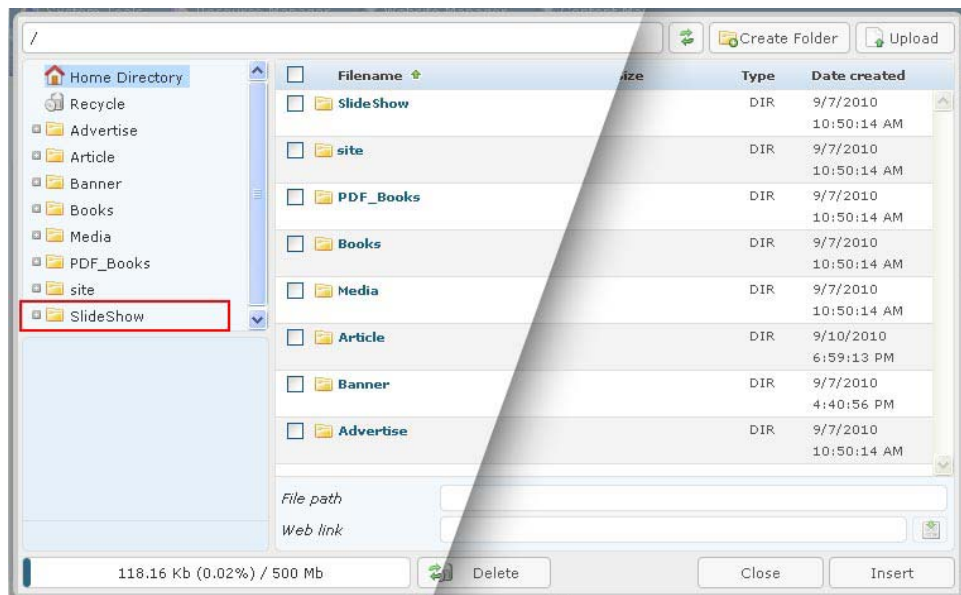 /
Create Folder
Upload
Home Directory
Recycle
Advertise
Article
Banner
Books
Media
PDF_Books
site
SlideShow
Filename Type Date created
SlideShow DIR 9/7/2010
10:50:14 AM
site DIR 9/7/2010
10:50:14 AM
PDF_Books DIR 9/7/2010
10:50:14 AM
Books DIR 9/7/2010
10:50:14 AM
Media DIR 9/7/2010
10:50:14 AM
Article DIR 9/10/2010
6:59:13 PM
Banner DIR 9/7/2010
4:40:56 PM
Advertise DIR 9/7/2010
10:50:14 AM
File path
Web link
118.16 Kb (0.02%) / 500 Mb
Delete
Close
Insert